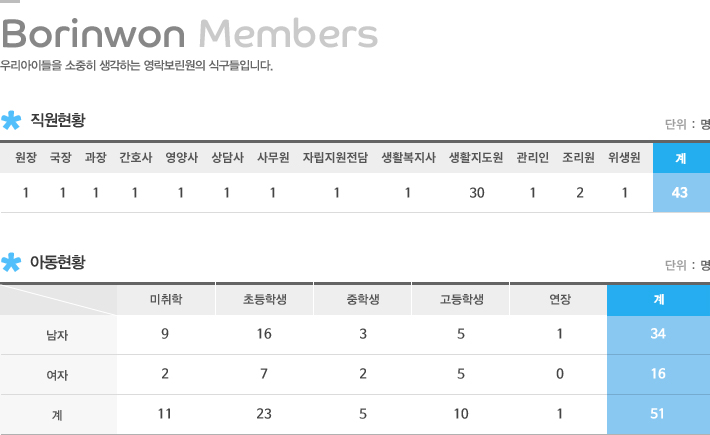 Borinwon Members
우리아이들을 소중히 생각하는 영락보린원의 식구들입니다.
직원현황
단위 : 명
원장 국장 과장 간호사 영양사 상담사 사무원 자립지원전담 생활복지사 생활지도원 관리인 조리원 위생원 계
1 1 1 1 1 1 1 1 1 30 1 2 1 43
아동현황
단위 : 명
미취학 초등학생 중학생 고등학생 연장 계
남자 9 16 3 5 1 34
여자 2 7 2 5 0 16
계 11 23 5 10 1 51